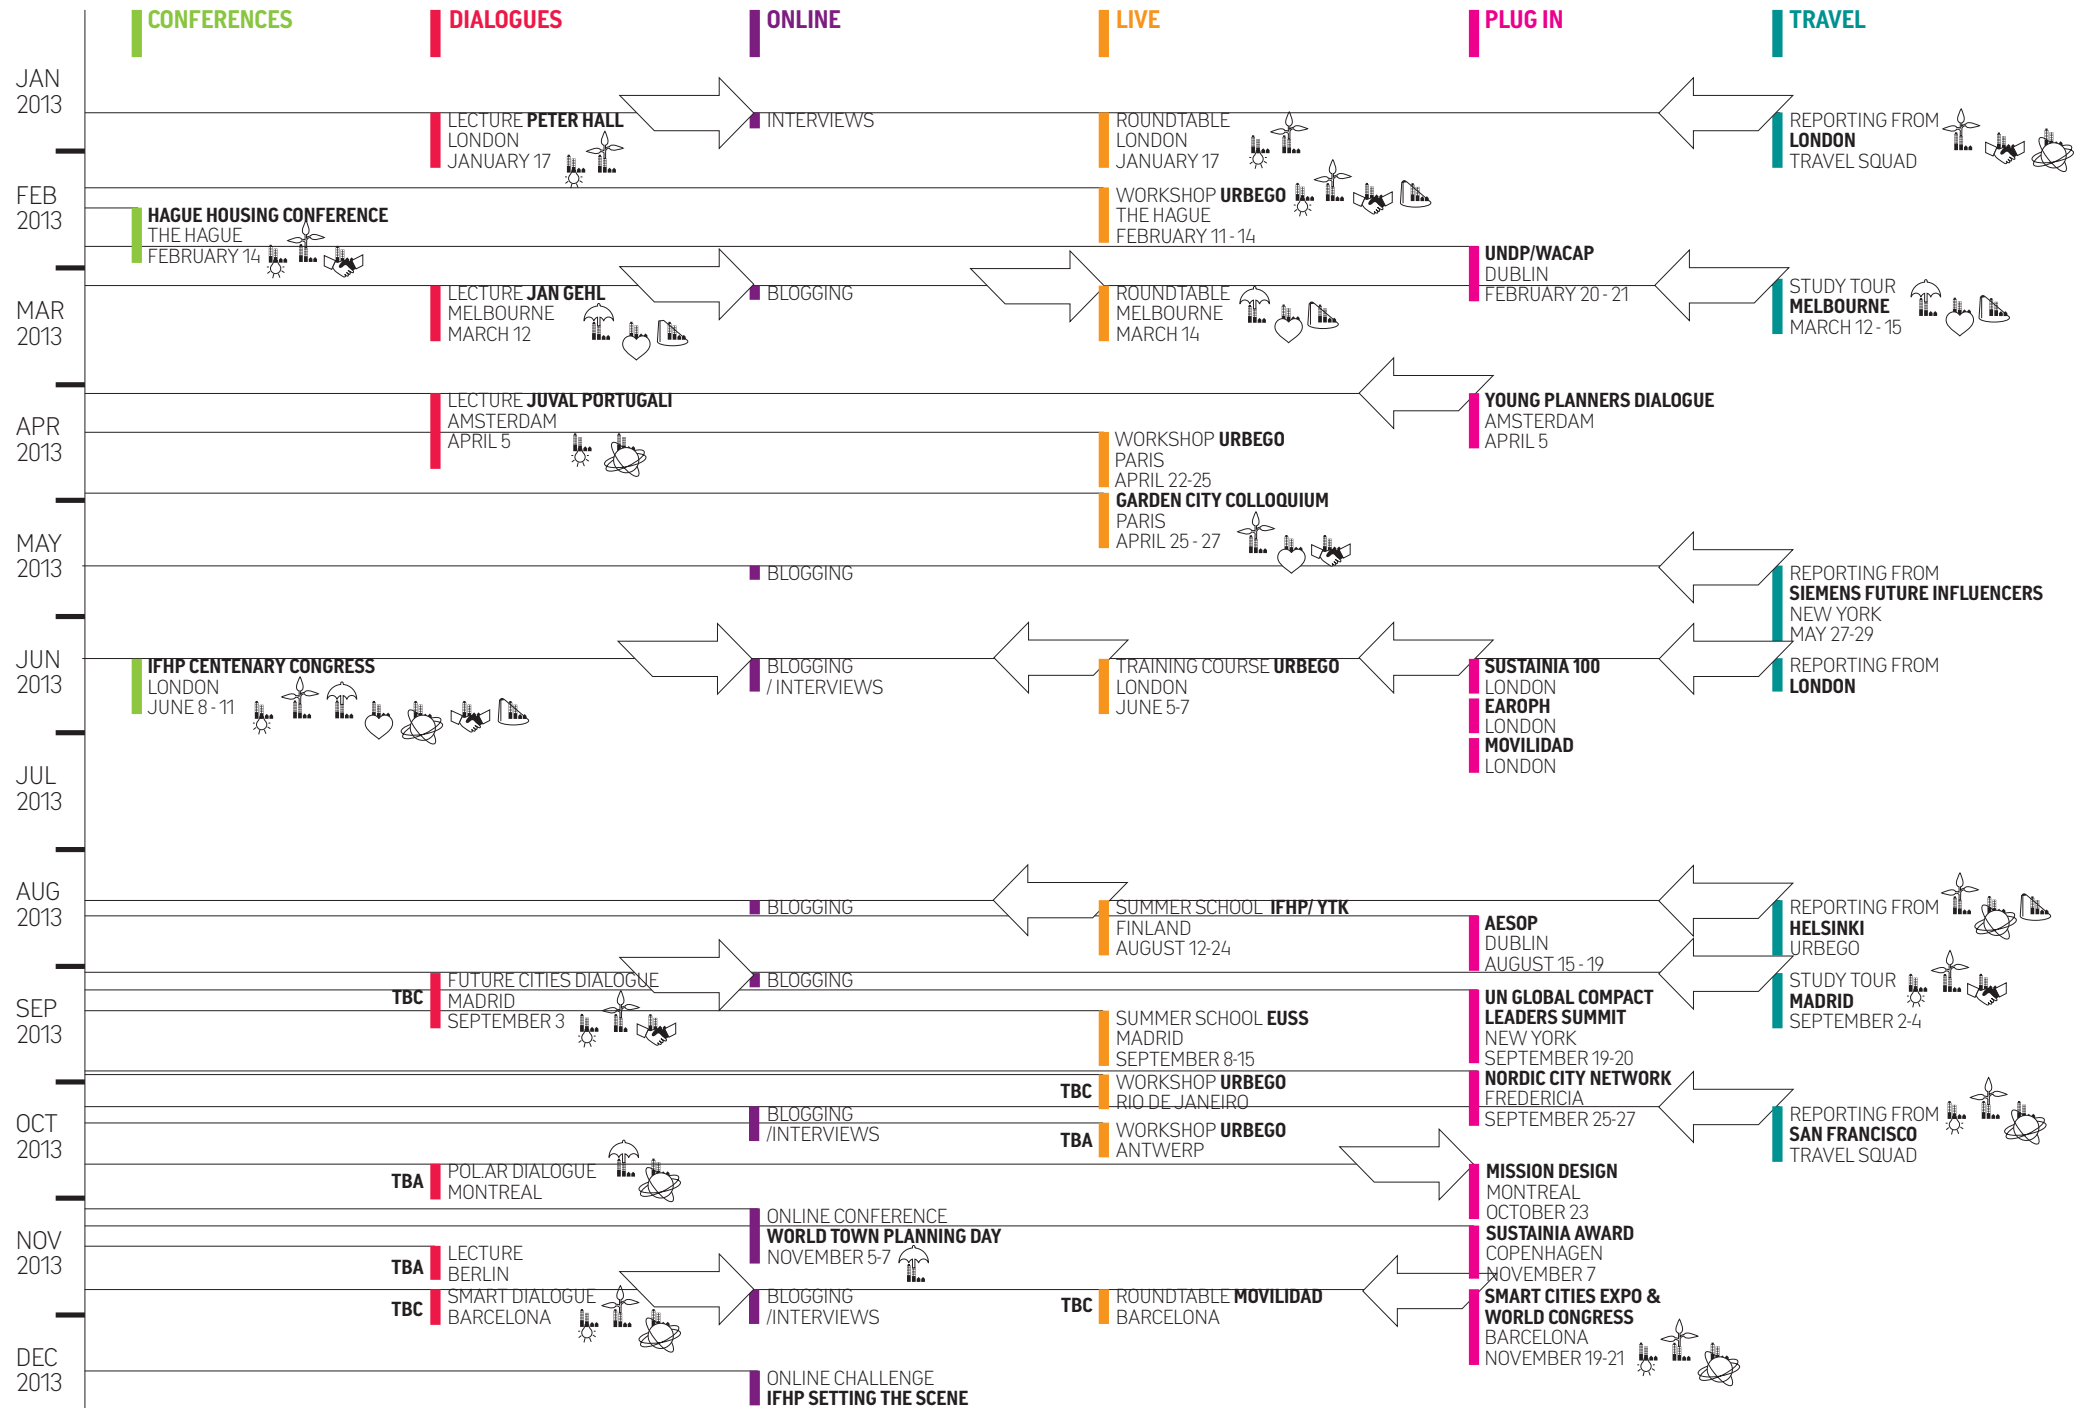 CONFERENCES
DIALOGUES
ONLINE
LIVE
PLUG IN
TRAVEL
JAN
2013
LECTURE PETER HALL
LONDON
JANUARY 17
INTERVIEWS
ROUNDTABLE
LONDON
JANUARY 17
REPORTING FROM
LONDON
TRAVEL SQUAD
FEB
2013
HAGUE HOUSING CONFERENCE
THE HAGUE
FEBRUARY 14
WORKSHOP URBEGO
THE HAGUE
FEBRUARY 11 - 14
UNDP/WACAP
DUBLIN
FEBRUARY 20 - 21
MAR
2013
LECTURE JAN GEHL
MELBOURNE
MARCH 12
BLOGGING
ROUNDTABLE
MELBOURNE
MARCH 14
STUDY TOUR
MELBOURNE
MARCH 12 - 15
APR
2013
LECTURE JUVAL PORTUGALI
AMSTERDAM
APRIL 5
WORKSHOP URBEGO
PARIS
APRIL 22-25
YOUNG PLANNERS DIALOGUE
AMSTERDAM
APRIL 5
GARDEN CITY COLLOQUIUM
PARIS
APRIL 25 - 27
MAY
2013
BLOGGING
REPORTING FROM
SIEMENS FUTURE INFLUENCERS
NEW YORK
MAY 27-29
JUN
2013
IFHP CENTENARY CONGRESS
LONDON
JUNE 8 - 11
BLOGGING
/ INTERVIEWS
TRAINING COURSE URBEGO
LONDON
JUNE 5-7
SUSTAINIA 100
LONDON
EAROPH
LONDON
MOVILIDAD
LONDON
REPORTING FROM
LONDON
JUL
2013
AUG
2013
BLOGGING
SUMMER SCHOOL IFHP/ YTK
FINLAND
AUGUST 12-24
AESOP
DUBLIN
AUGUST 15 - 19
REPORTING FROM
HELSINKI
URBEGO
SEP
2013
TBC
FUTURE CITIES DIALOGUE
MADRID
SEPTEMBER 3
BLOGGING
SUMMER SCHOOL EUSS
MADRID
SEPTEMBER 8-15
UN GLOBAL COMPACT
LEADERS SUMMIT
NEW YORK
SEPTEMBER 19-20
STUDY TOUR
MADRID
SEPTEMBER 2-4
TBC
WORKSHOP URBEGO
RIO DE JANEIRO
NORDIC CITY NETWORK
FREDERICIA
SEPTEMBER 25-27
OCT
2013
BLOGGING
/INTERVIEWS
TBA
WORKSHOP URBEGO
ANTWERP
REPORTING FROM
SAN FRANCISCO
TRAVEL SQUAD
TBA
POL.AR DIALOGUE
MONTREAL
MISSION DESIGN
MONTREAL
OCTOBER 23
NOV
2013
ONLINE CONFERENCE
WORLD TOWN PLANNING DAY
NOVEMBER 5-7
SUSTAINIA AWARD
COPENHAGEN
NOVEMBER 7
TBA
LECTURE
BERLIN
TBC
SMART DIALOGUE
BARCELONA
BLOGGING
/INTERVIEWS
TBC
ROUNDTABLE MOVILIDAD
BARCELONA
SMART CITIES EXPO &
WORLD CONGRESS
BARCELONA
NOVEMBER 19-21
DEC
2013
ONLINE CHALLENGE
IFHP SETTING THE SCENE